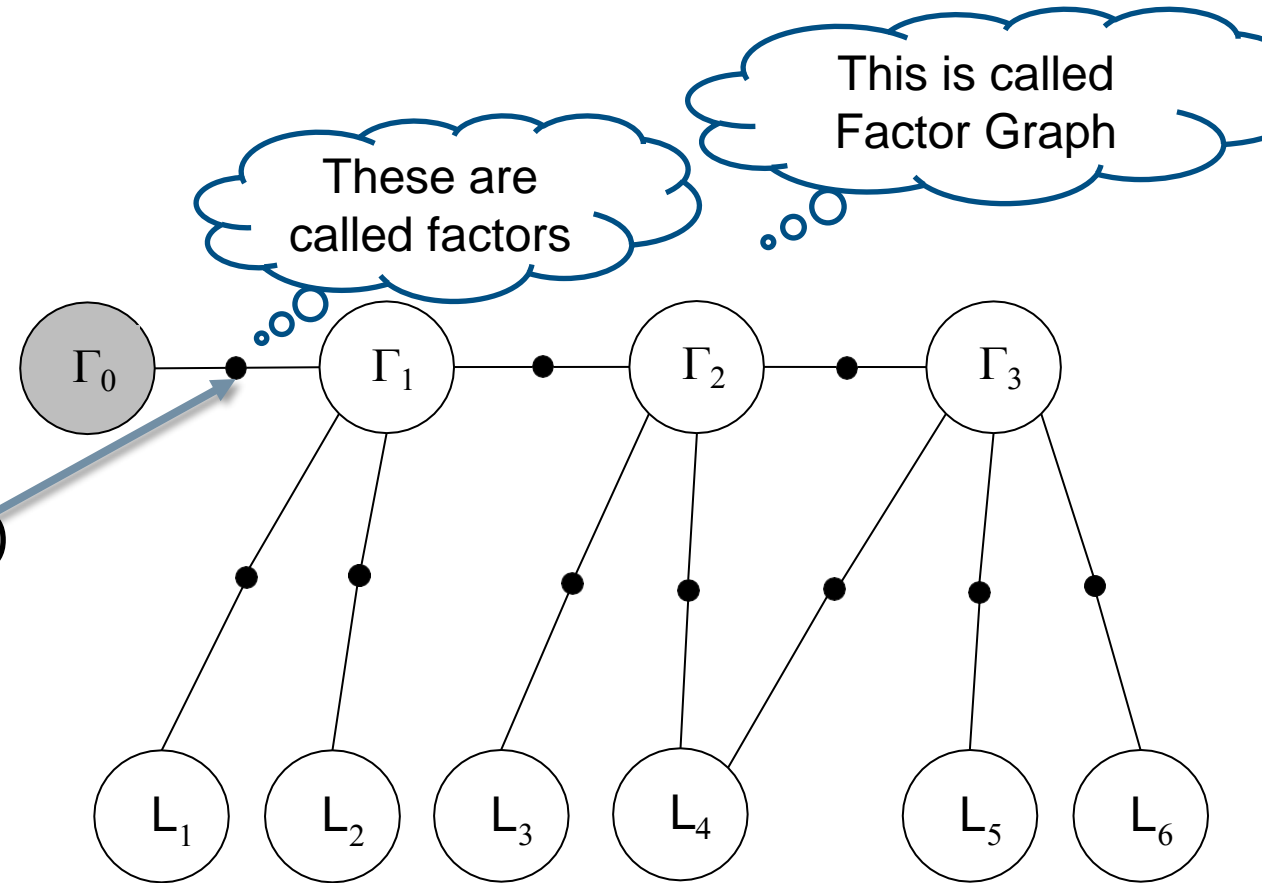 This is called
Factor Graph
These are
called factors
Γ₀ Γ₁ Γ₂ Γ₃
)
L₁ L₂ L₃ L₄ L₅ L₆